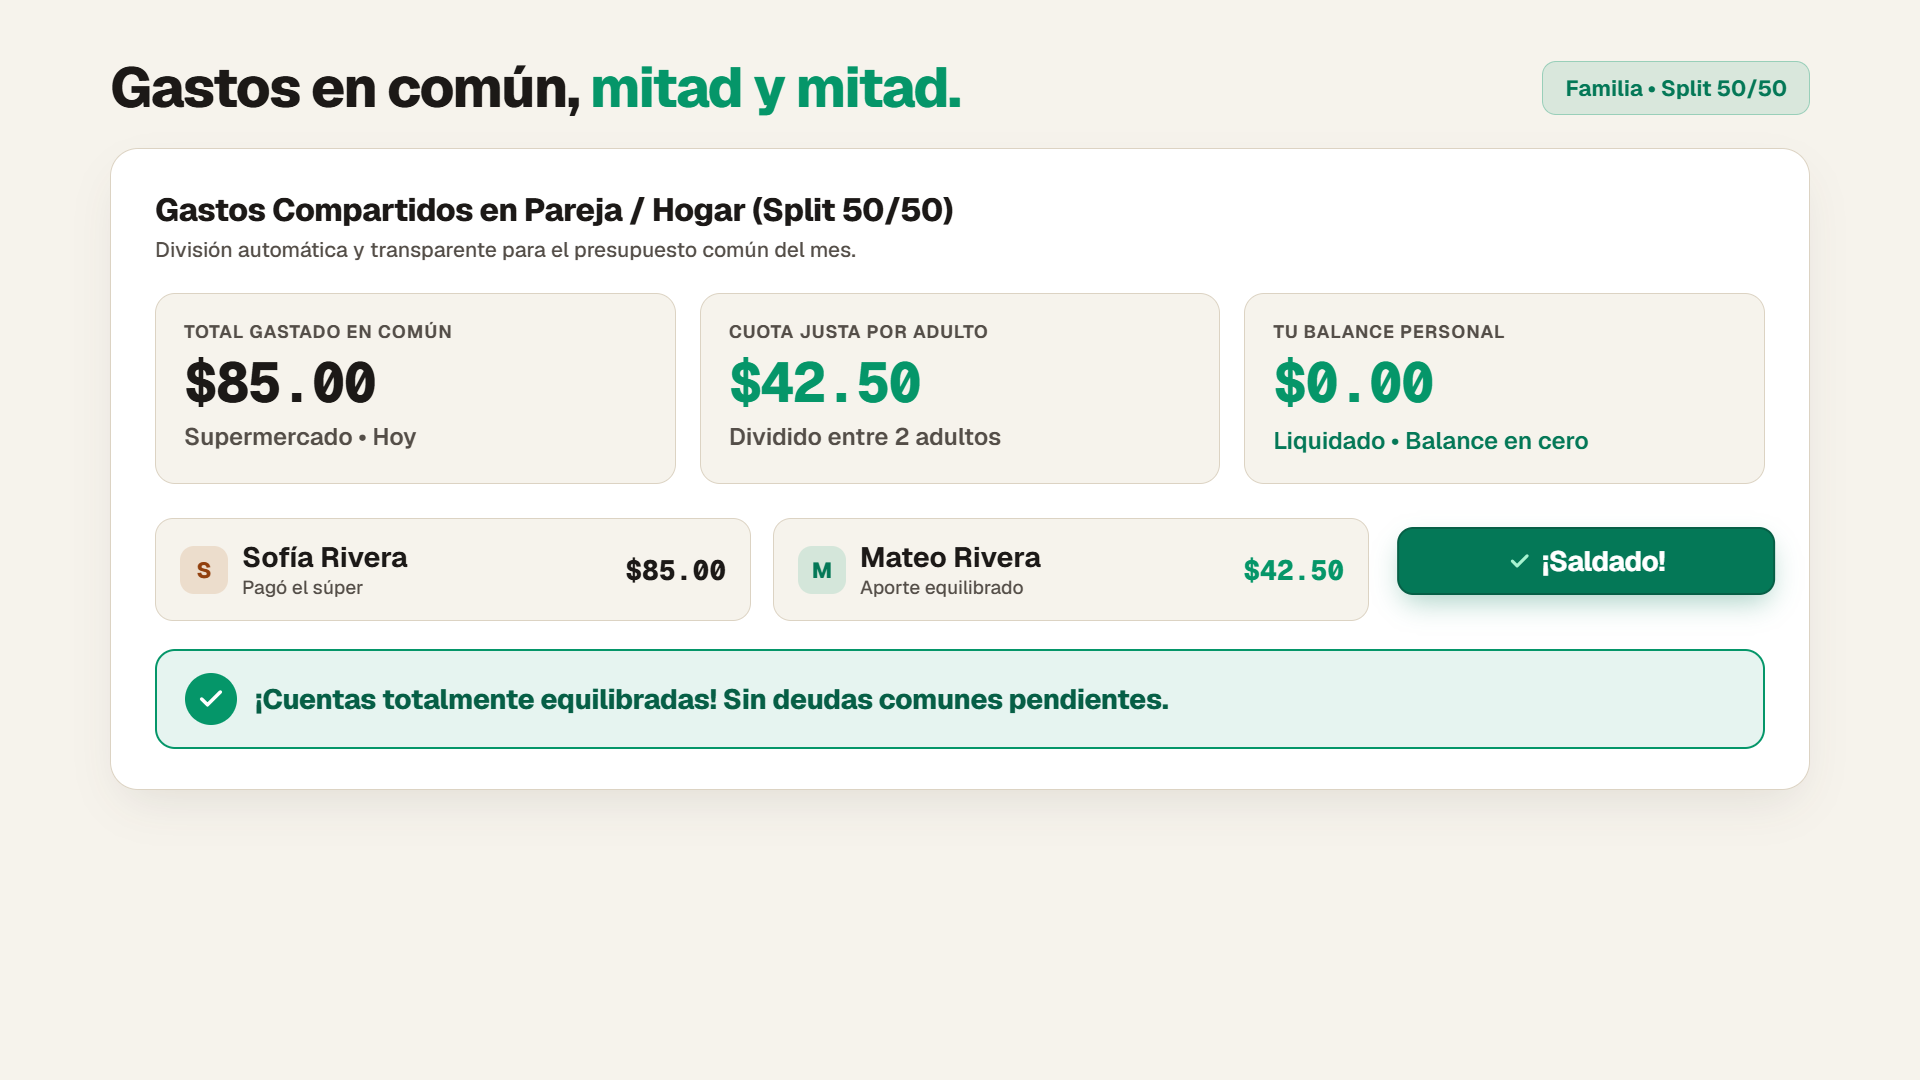 Gastos en común, mitad y mitad.
Familia • Split 50/50
Gastos Compartidos en Pareja / Hogar (Split 50/50)
División automática y transparente para el presupuesto común del mes.
TOTAL GASTADO EN COMÚN
$85.00
Supermercado • Hoy
CUOTA JUSTA POR ADULTO
$42.50
Dividido entre 2 adultos
TU BALANCE PERSONAL
$0.00
Liquidado • Balance en cero
S
Sofía Rivera
Pagó el súper
$85.00
M
Mateo Rivera
Aporte equilibrado
$42.50
¡Saldado!
¡Cuentas totalmente equilibradas! Sin deudas comunes pendientes.